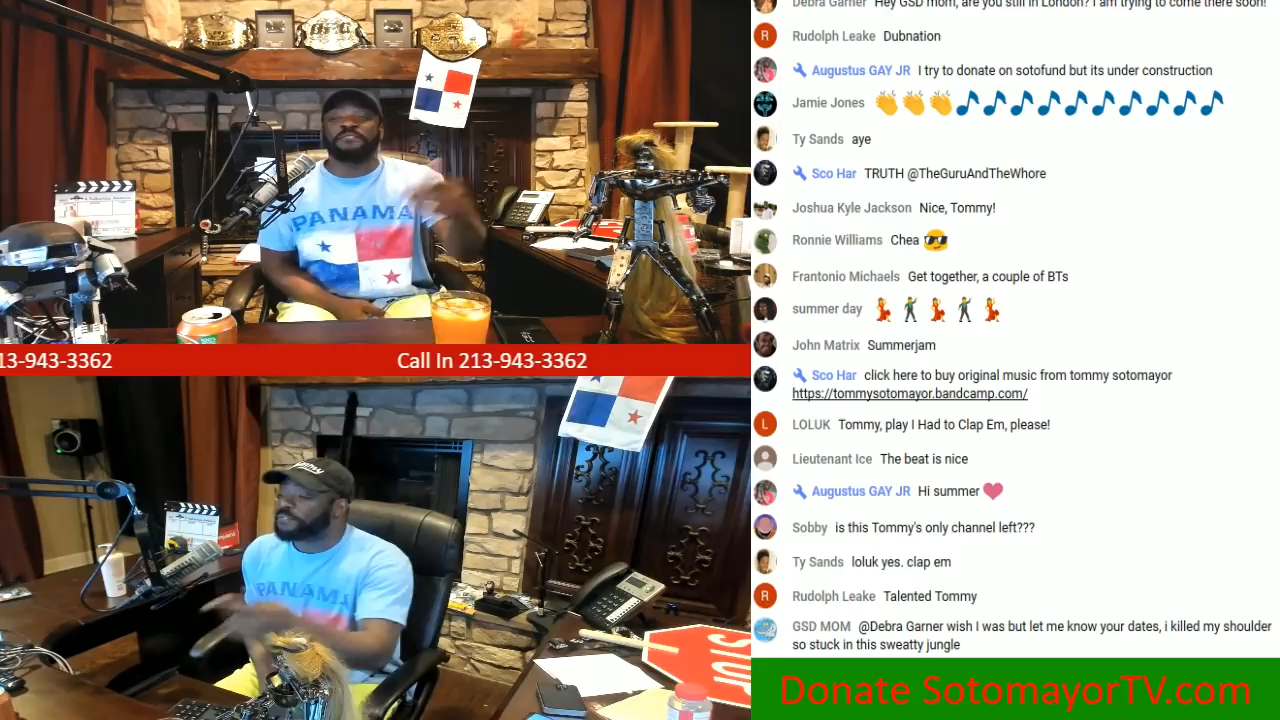 PANAMA
13-943-3362
Call In 213-943-3362
PANAMA
STOP
Debra Garner Hey GSD mom, are you still in London? I am trying to come there soon!
R Rudolph Leake Dubnation
Augustus GAY JR I try to donate on sotofund but its under construction
Jamie Jones 👏👏👏🎵🎵🎵🎵🎵🎵🎵🎵🎵🎵
Ty Sands aye
Sco Har TRUTH @TheGuruAndTheWhore
Joshua Kyle Jackson Nice, Tommy!
Ronnie Williams Chea 😎
Frantonio Michaels Get together, a couple of BTs
summer day 💃🕺💃🕺💃
John Matrix Summerjam
Sco Har click here to buy original music from tommy sotomayor
https://tommysotomayor.bandcamp.com/
L LOLUK Tommy, play I Had to Clap Em, please!
Lieutenant Ice The beat is nice
Augustus GAY JR Hi summer ❤
Sobby is this Tommy's only channel left???
Ty Sands loluk yes. clap em
R Rudolph Leake Talented Tommy
GSD MOM @Debra Garner wish I was but let me know your dates, i killed my shoulder
so stuck in this sweatty jungle
Donate SotomayorTV.com